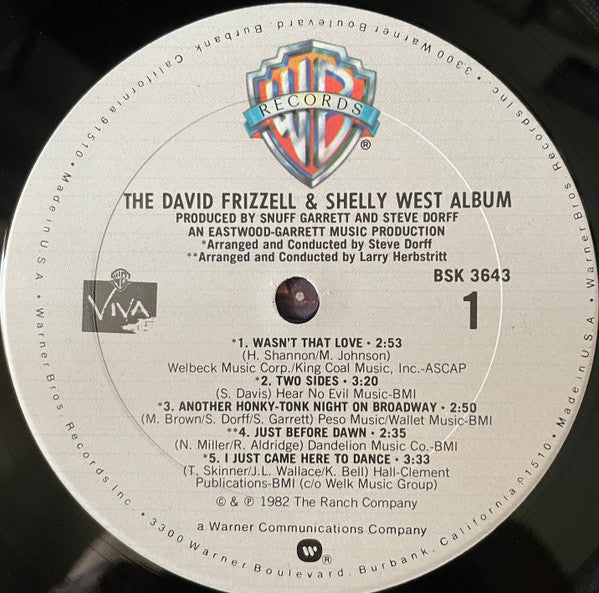 3300 Warner Boulevard, Burbank, California 91510 • Made in U.S.A. • Warner Bros. Records Inc. • 3300 Warner Boulevard, Burbank, California 91510 • Made in U.S.A. • Warner Bros. Records Inc. •
WB
RECORDS
®
THE DAVID FRIZZELL & SHELLY WEST ALBUM
PRODUCED BY SNUFF GARRETT AND STEVE DORFF
AN EASTWOOD-GARRETT MUSIC PRODUCTION
*Arranged and Conducted by Steve Dorff
**Arranged and Conducted by Larry Herbstritt
BSK 3643
1
VIVA
*1. WASN'T THAT LOVE • 2:53
(H. Shannon/M. Johnson)
Welbeck Music Corp./King Coal Music, Inc.-ASCAP
*2. TWO SIDES • 3:20
(S. Davis) Hear No Evil Music-BMI
*3. ANOTHER HONKY-TONK NIGHT ON BROADWAY • 2:50
(M. Brown/S. Dorff/S. Garrett) Peso Music/Wallet Music-BMI
**4. JUST BEFORE DAWN • 2:35
(N. Miller/R. Aldridge) Dandelion Music Co.-BMI
*5. I JUST CAME HERE TO DANCE • 3:33
(T. Skinner/J.L. Wallace/K. Bell) Hall-Clement
Publications-BMI (c/o Welk Music Group)
© & ℗ 1982 The Ranch Company
a Warner Communications Company
®